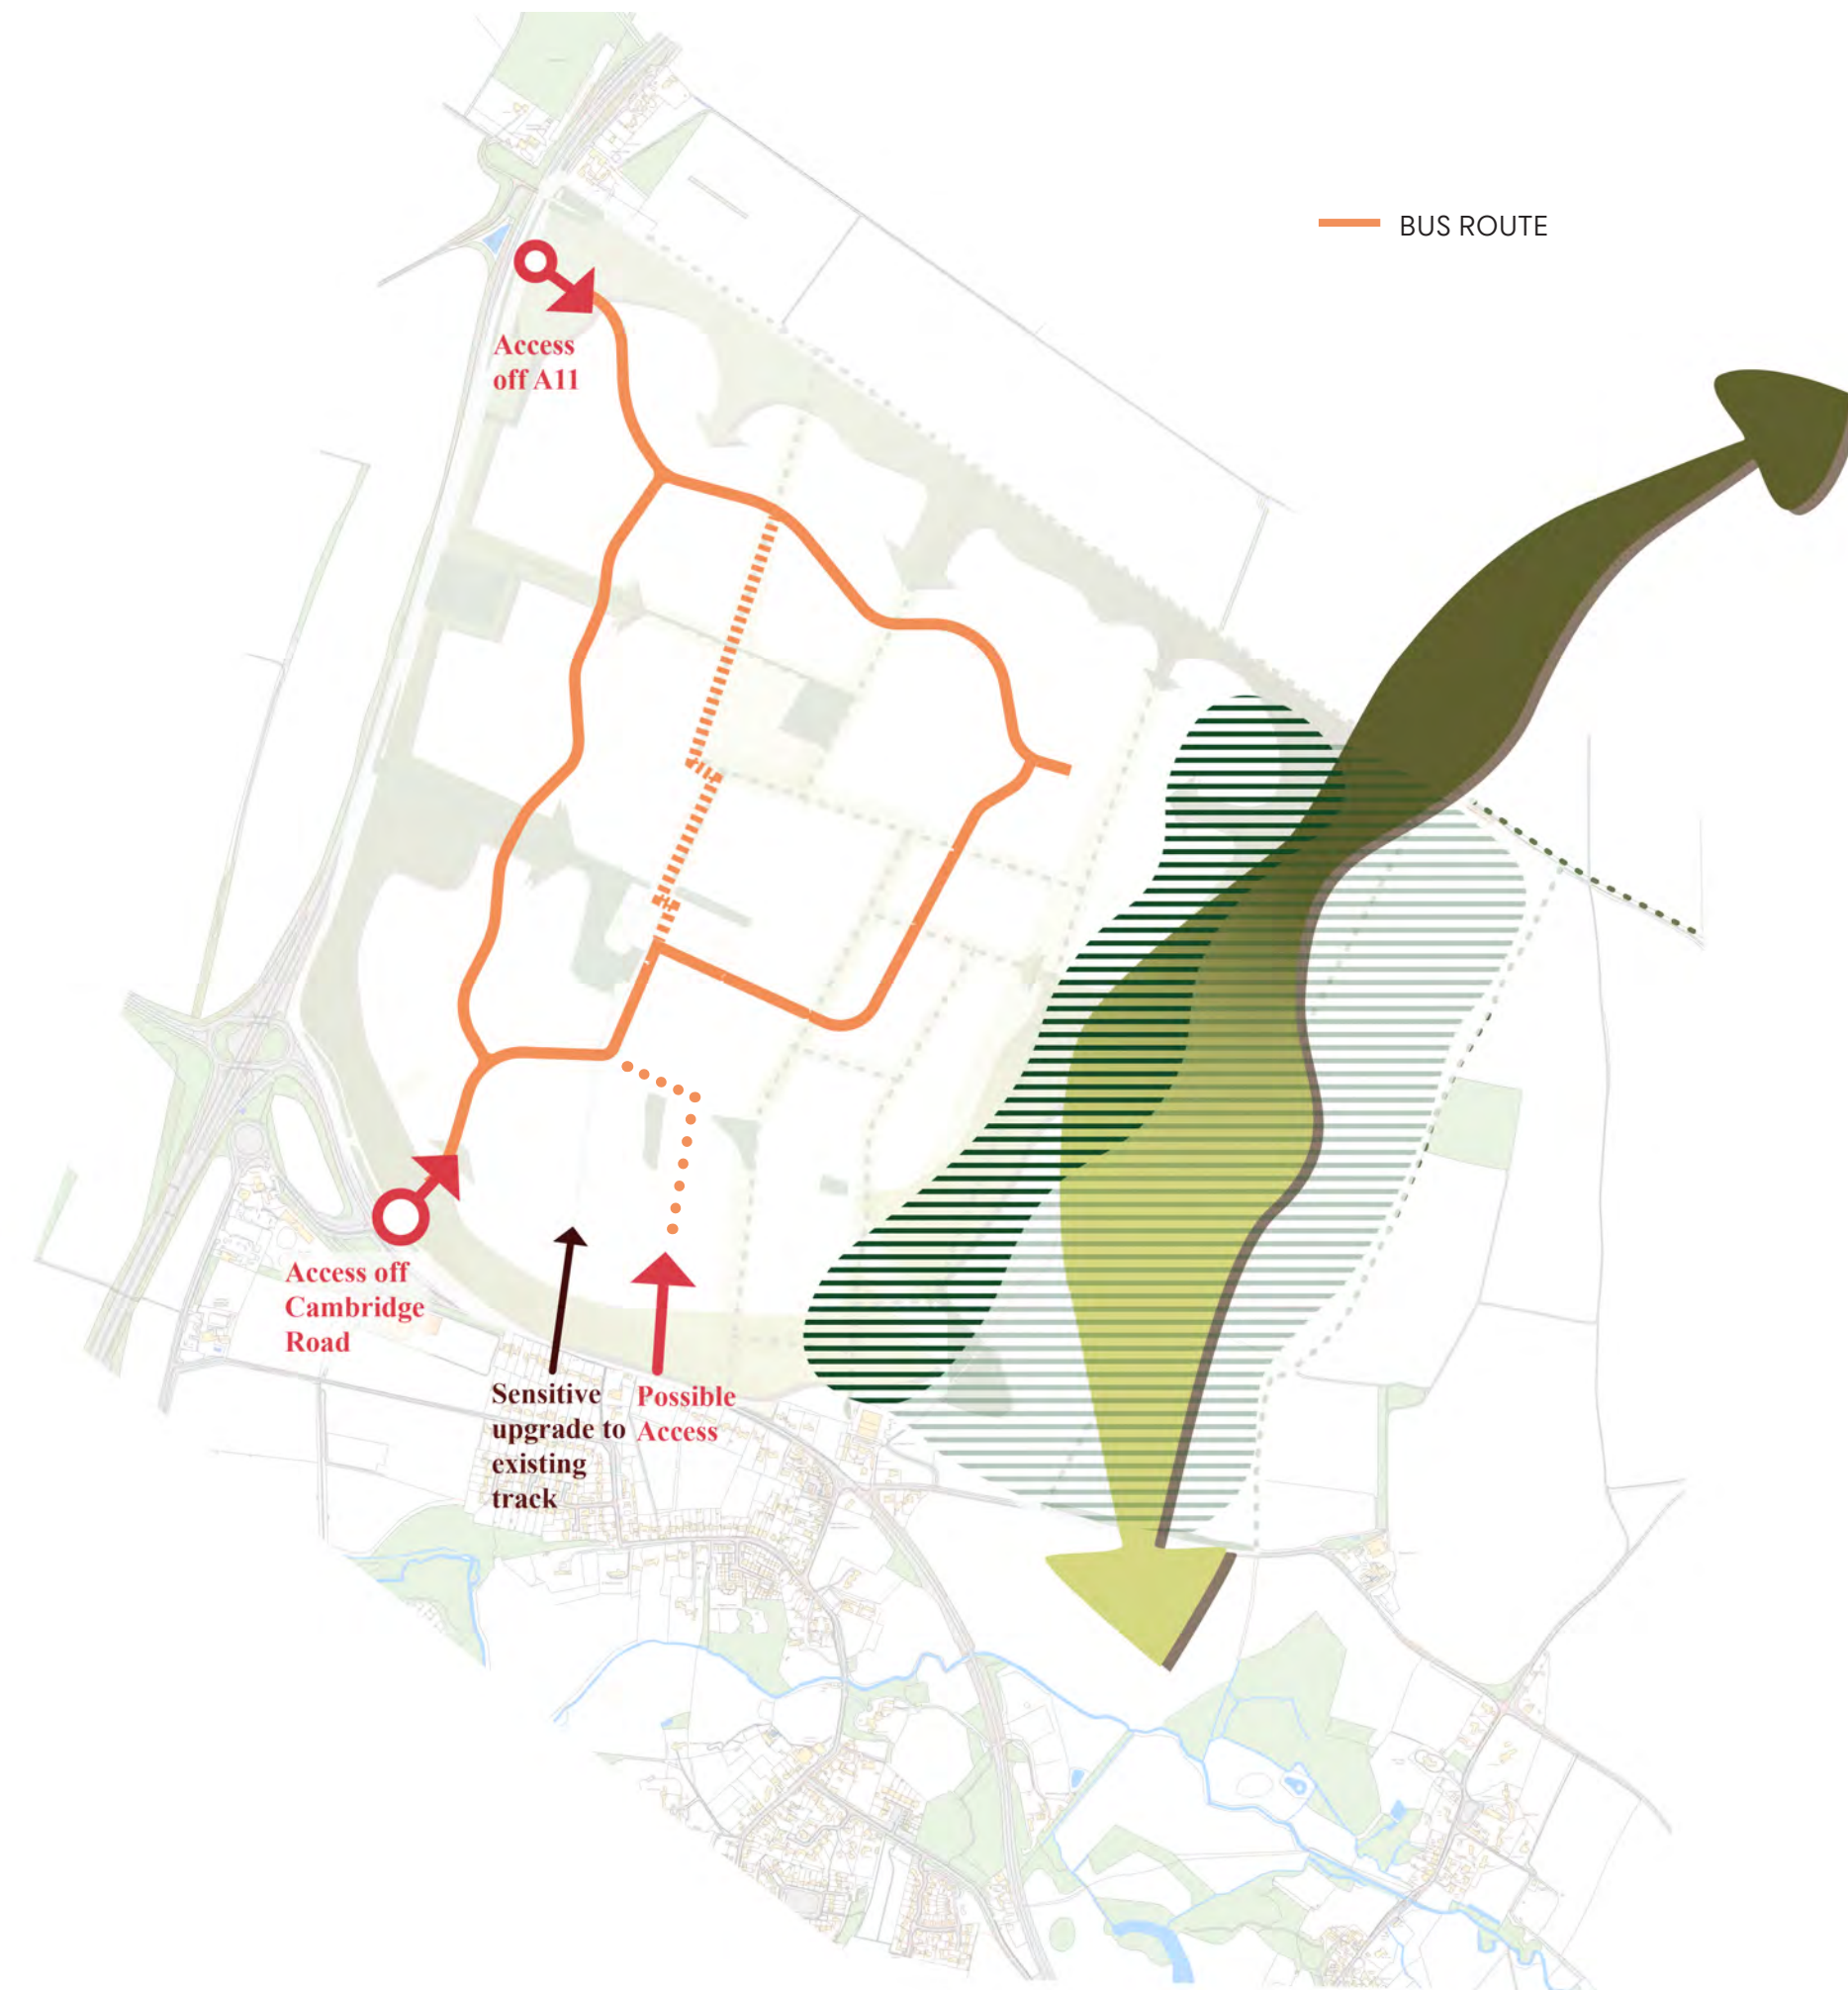 BUS ROUTE
Access
off A11
Access off
Cambridge
Road
Sensitive
upgrade to
existing
track
Possible
Access